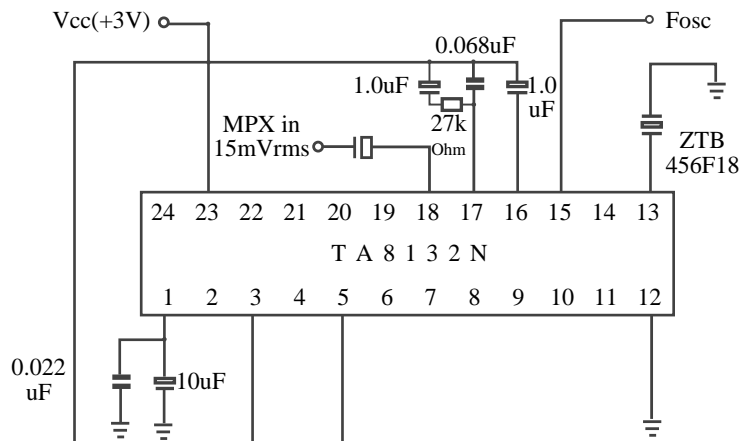 Vcc(+3V)
Fosc
0.068uF
1.0uF
1.0
uF
27k
Ohm
MPX in
15mVrms
ZTB
456F18
24 23 22 21 20 19 18 17 16 15 14 13
T A 8 1 3 2 N
1 2 3 4 5 6 7 8 9 10 11 12
0.022
uF
10uF